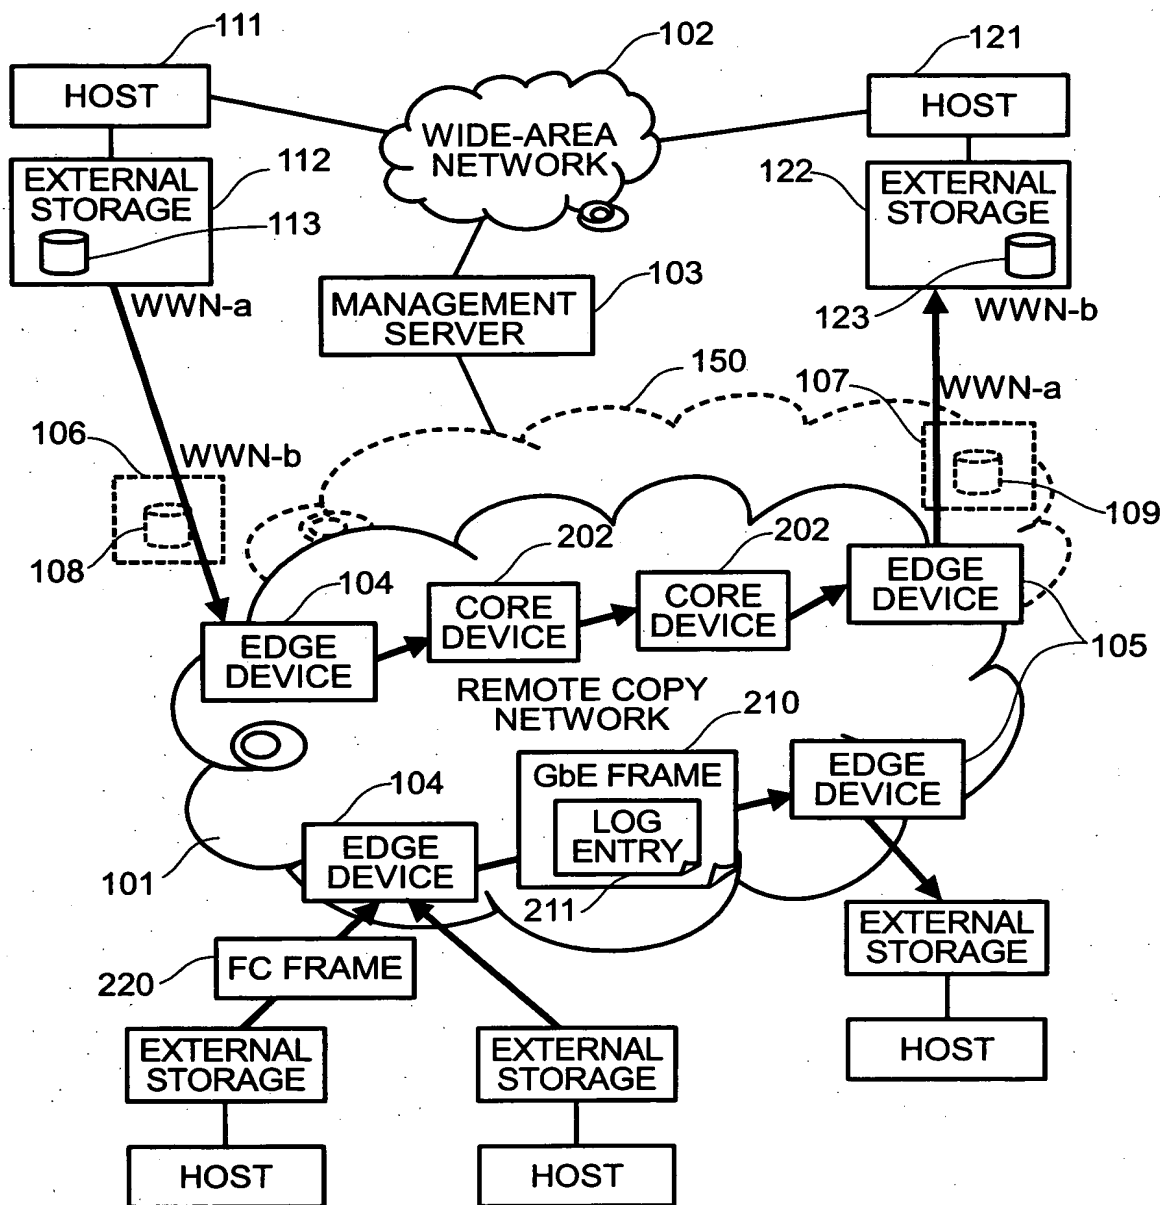 111
102
121
HOST
HOST
WIDE-AREA
NETWORK
EXTERNAL
STORAGE
112
122
EXTERNAL
STORAGE
113
103
WWN-a
MANAGEMENT
SERVER
123
WWN-b
150
107
WWN-a
106
WWN-b
108
109
202
202
104
EDGE
DEVICE
CORE
DEVICE
CORE
DEVICE
EDGE
DEVICE
105
REMOTE COPY
NETWORK
210
104
GbE FRAME
LOG
ENTRY
EDGE
DEVICE
EDGE
DEVICE
101
211
220
FC FRAME
EXTERNAL
STORAGE
EXTERNAL
STORAGE
EXTERNAL
STORAGE
HOST
HOST
HOST